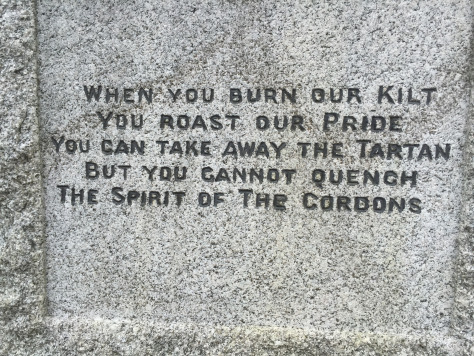 When you burn our Kilt
You roast our Pride
You can take away the Tartan
But you cannot quench
The Spirit of The Gordons